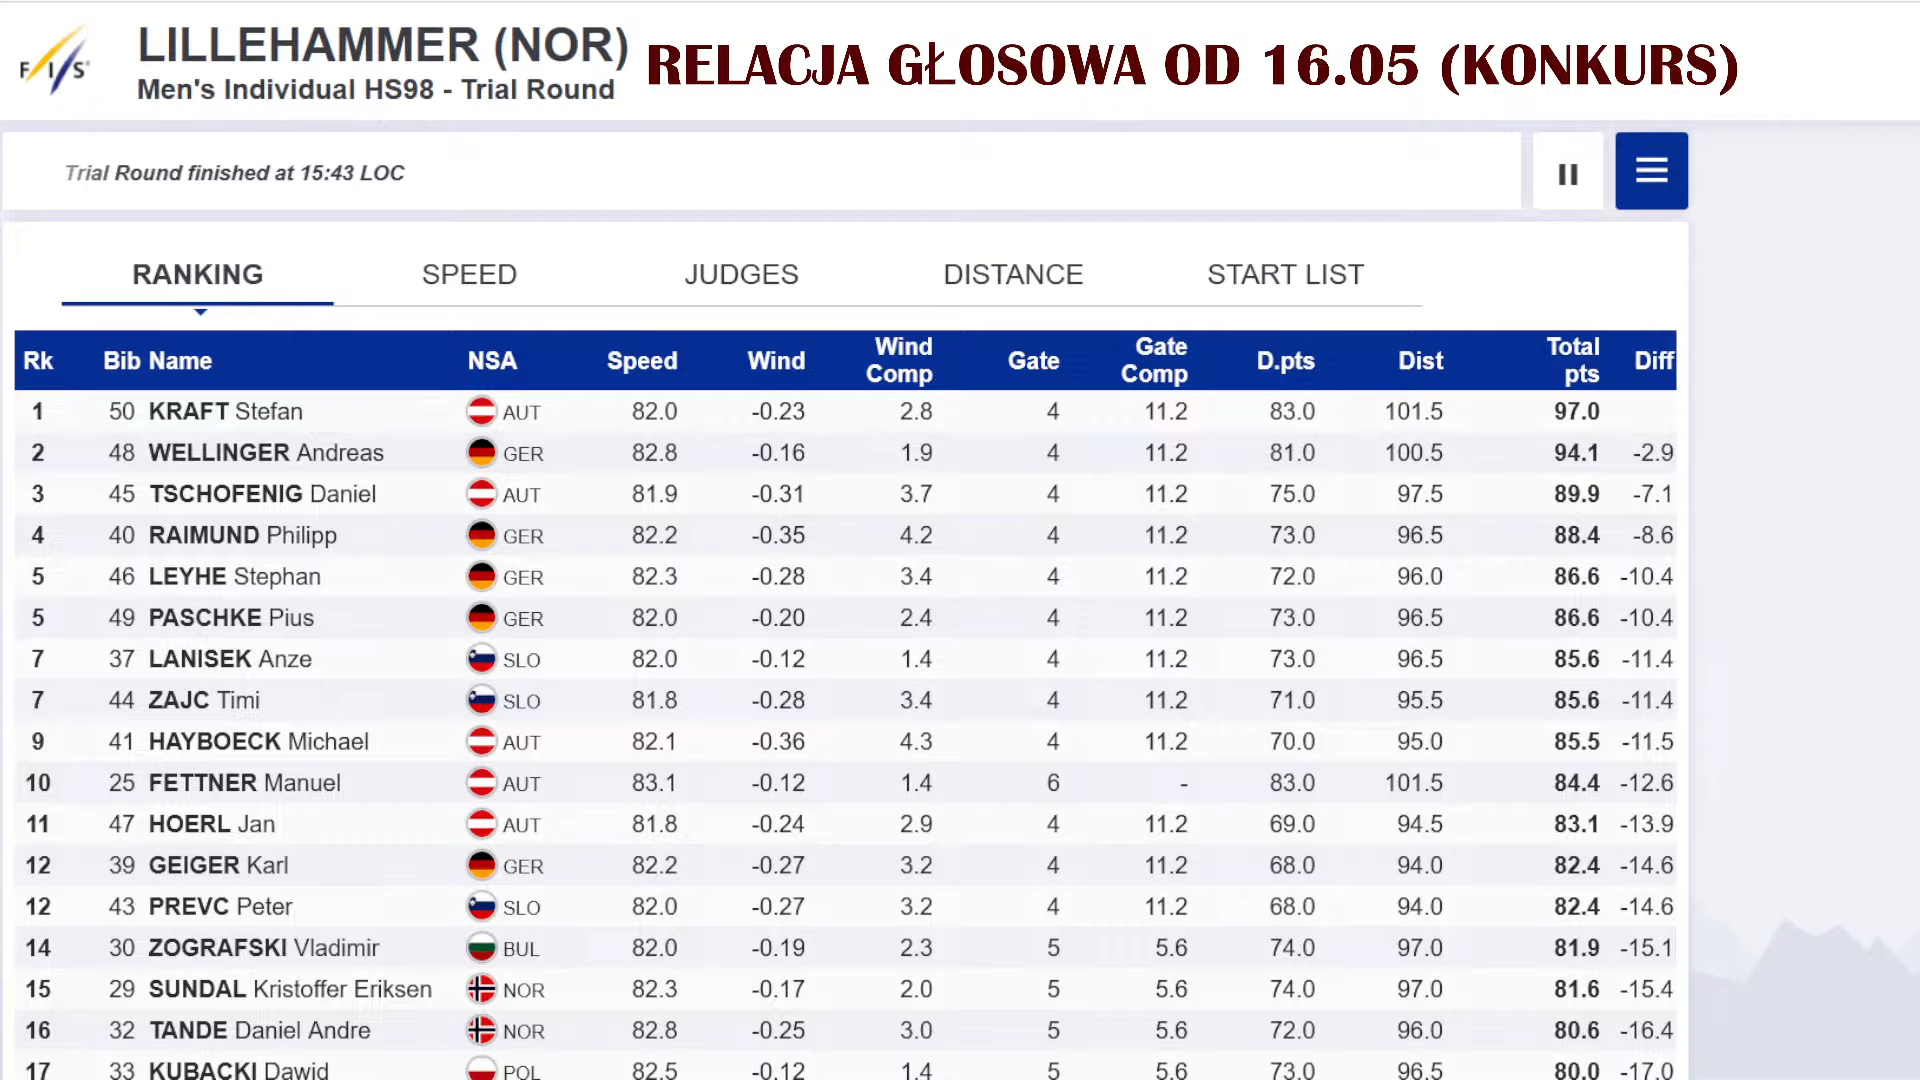 FIS
LILLEHAMMER (NOR)
Men's Individual HS98 - Trial Round
RELACJA GŁOSOWA OD 16.05 (KONKURS)
Trial Round finished at 15:43 LOC
RANKING SPEED JUDGES DISTANCE START LIST
Rk Bib Name NSA Speed Wind Wind Comp Gate Gate Comp D.pts Dist Total pts Diff
1 50 KRAFT Stefan AUT 82.0 -0.23 2.8 4 11.2 83.0 101.5 97.0
2 48 WELLINGER Andreas GER 82.8 -0.16 1.9 4 11.2 81.0 100.5 94.1 -2.9
3 45 TSCHOFENIG Daniel AUT 81.9 -0.31 3.7 4 11.2 75.0 97.5 89.9 -7.1
4 40 RAIMUND Philipp GER 82.2 -0.35 4.2 4 11.2 73.0 96.5 88.4 -8.6
5 46 LEYHE Stephan GER 82.3 -0.28 3.4 4 11.2 72.0 96.0 86.6 -10.4
5 49 PASCHKE Pius GER 82.0 -0.20 2.4 4 11.2 73.0 96.5 86.6 -10.4
7 37 LANISEK Anze SLO 82.0 -0.12 1.4 4 11.2 73.0 96.5 85.6 -11.4
7 44 ZAJC Timi SLO 81.8 -0.28 3.4 4 11.2 71.0 95.5 85.6 -11.4
9 41 HAYBOECK Michael AUT 82.1 -0.36 4.3 4 11.2 70.0 95.0 85.5 -11.5
10 25 FETTNER Manuel AUT 83.1 -0.12 1.4 6 - 83.0 101.5 84.4 -12.6
11 47 HOERL Jan AUT 81.8 -0.24 2.9 4 11.2 69.0 94.5 83.1 -13.9
12 39 GEIGER Karl GER 82.2 -0.27 3.2 4 11.2 68.0 94.0 82.4 -14.6
12 43 PREVC Peter SLO 82.0 -0.27 3.2 4 11.2 68.0 94.0 82.4 -14.6
14 30 ZOGRAFSKI Vladimir BUL 82.0 -0.19 2.3 5 5.6 74.0 97.0 81.9 -15.1
15 29 SUNDAL Kristoffer Eriksen NOR 82.3 -0.17 2.0 5 5.6 74.0 97.0 81.6 -15.4
16 32 TANDE Daniel Andre NOR 82.8 -0.25 3.0 5 5.6 72.0 96.0 80.6 -16.4
17 33 KUBACKI Dawid POL 82.5 -0.12 1.4 5 5.6 73.0 96.5 80.0 -17.0